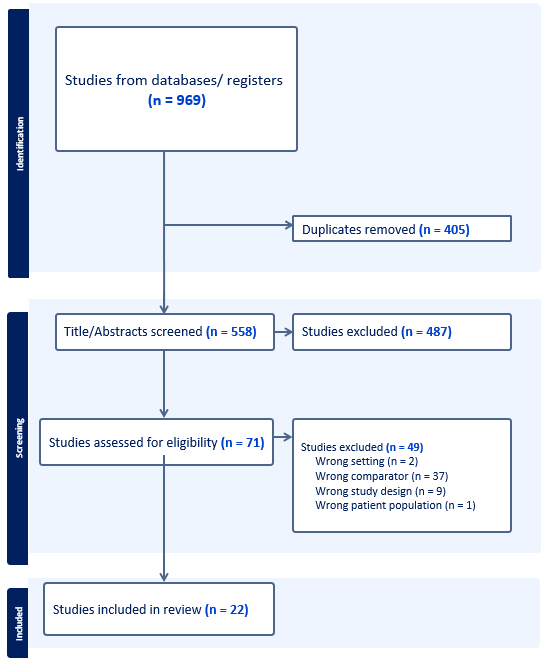 Identification
Studies from databases/ registers
(n = 969)
Duplicates removed (n = 405)
Screening
Title/Abstracts screened (n = 558)
Studies excluded (n = 487)
Studies assessed for eligibility (n = 71)
Studies excluded (n = 49)
Wrong setting (n = 2)
Wrong comparator (n = 37)
Wrong study design (n = 9)
Wrong patient population (n = 1)
Included
Studies included in review (n = 22)